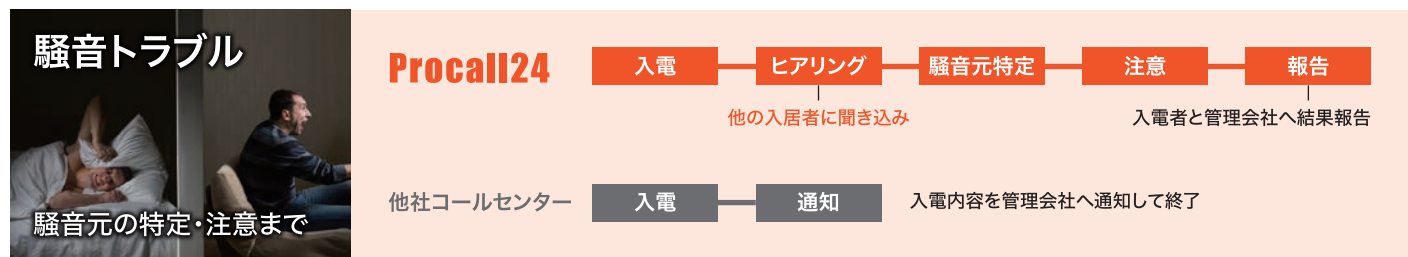 騒音トラブル
騒音元の特定・注意まで
Procall24
入電
ヒアリング
騒音元特定
注意
報告
他の入居者に聞き込み
入電者と管理会社へ結果報告
他社コールセンター
入電
通知
入電内容を管理会社へ通知して終了